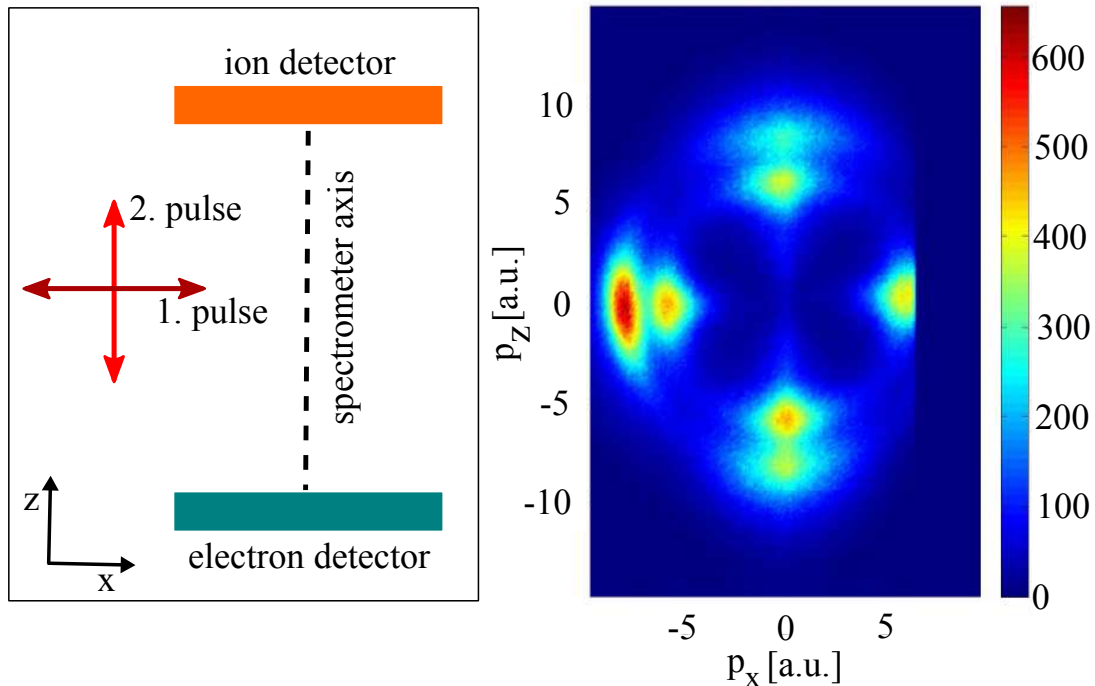 ion detector
2. pulse
1. pulse
spectrometer axis
z
x
electron detector
10
5
0
-5
-10
p_z [a.u.]
-5 0 5
p_x [a.u.]
600
500
400
300
200
100
0